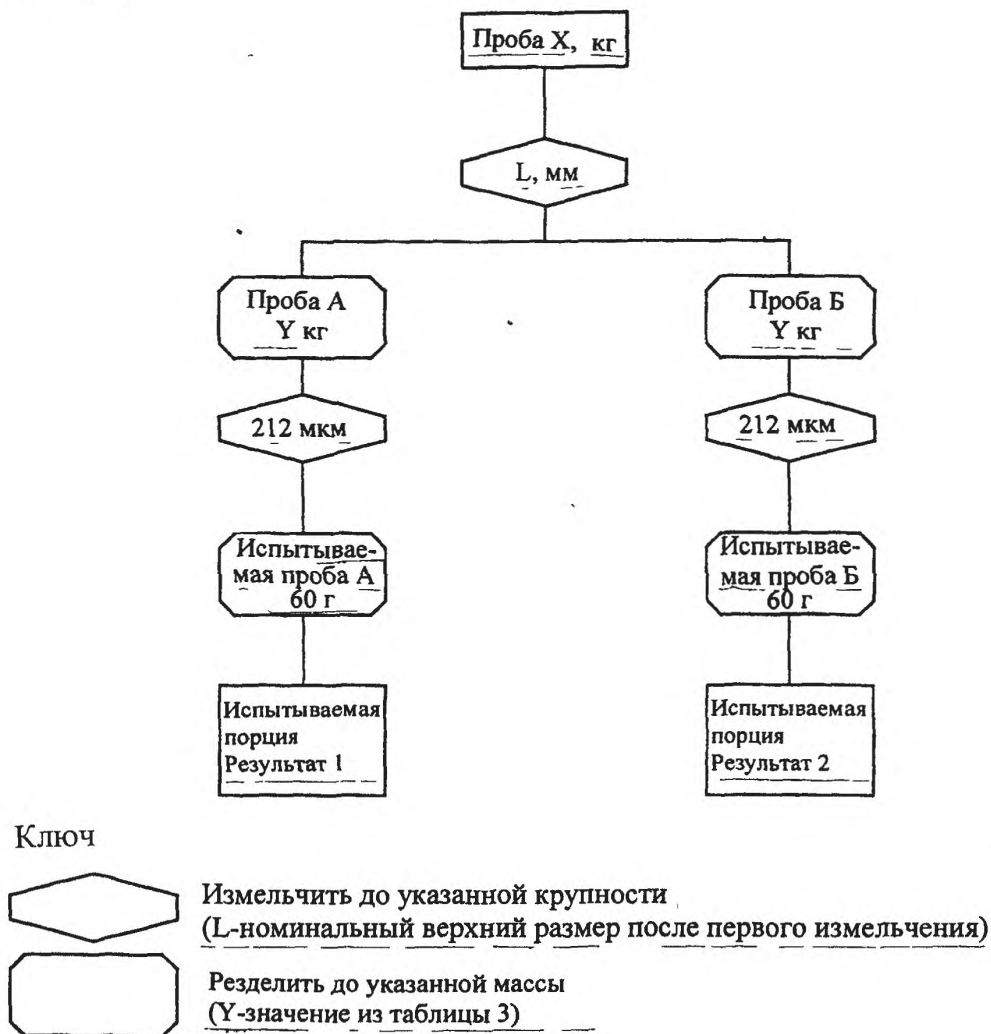 Проба X, кг
L, мм
Проба А
Y кг
Проба Б
Y кг
212 мкм
212 мкм
Испытывае-
мая проба А
60 г
Испытывае-
мая проба Б
60 г
Испытываемая
порция
Результат 1
Испытываемая
порция
Результат 2
Ключ
Измельчить до указанной крупности
(L-номинальный верхний размер после первого измельчения)
Резделить до указанной массы
(Y-значение из таблицы 3)